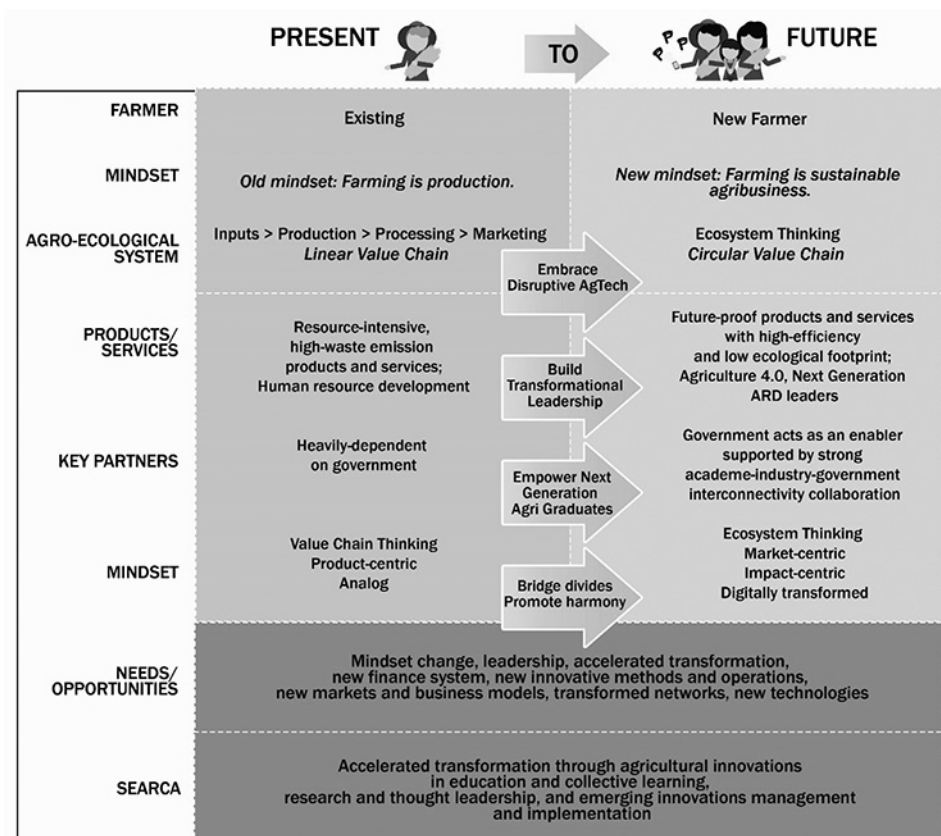 PRESENT
TO
FUTURE
P P P
FARMER
Existing
New Farmer
MINDSET
Old mindset: Farming is production.
New mindset: Farming is sustainable
agribusiness.
AGRO-ECOLOGICAL
SYSTEM
Inputs > Production > Processing > Marketing
Linear Value Chain
Ecosystem Thinking
Circular Value Chain
Embrace
Disruptive AgTech
PRODUCTS/
SERVICES
Resource-intensive,
high-waste emission
products and services;
Human resource development
Future-proof products and services
with high-efficiency
and low ecological footprint;
Agriculture 4.0, Next Generation
ARD leaders
Build
Transformational
Leadership
KEY PARTNERS
Heavily-dependent
on government
Government acts as an enabler
supported by strong
academe-industry-government
interconnectivity collaboration
Empower Next
Generation
Agri Graduates
MINDSET
Value Chain Thinking
Product-centric
Analog
Ecosystem Thinking
Market-centric
Impact-centric
Digitally transformed
Bridge divides
Promote harmony
NEEDS/
OPPORTUNITIES
Mindset change, leadership, accelerated transformation,
new finance system, new innovative methods and operations,
new markets and business models, transformed networks, new technologies
SEARCA
Accelerated transformation through agricultural innovations
in education and collective learning,
research and thought leadership, and emerging innovations management
and implementation